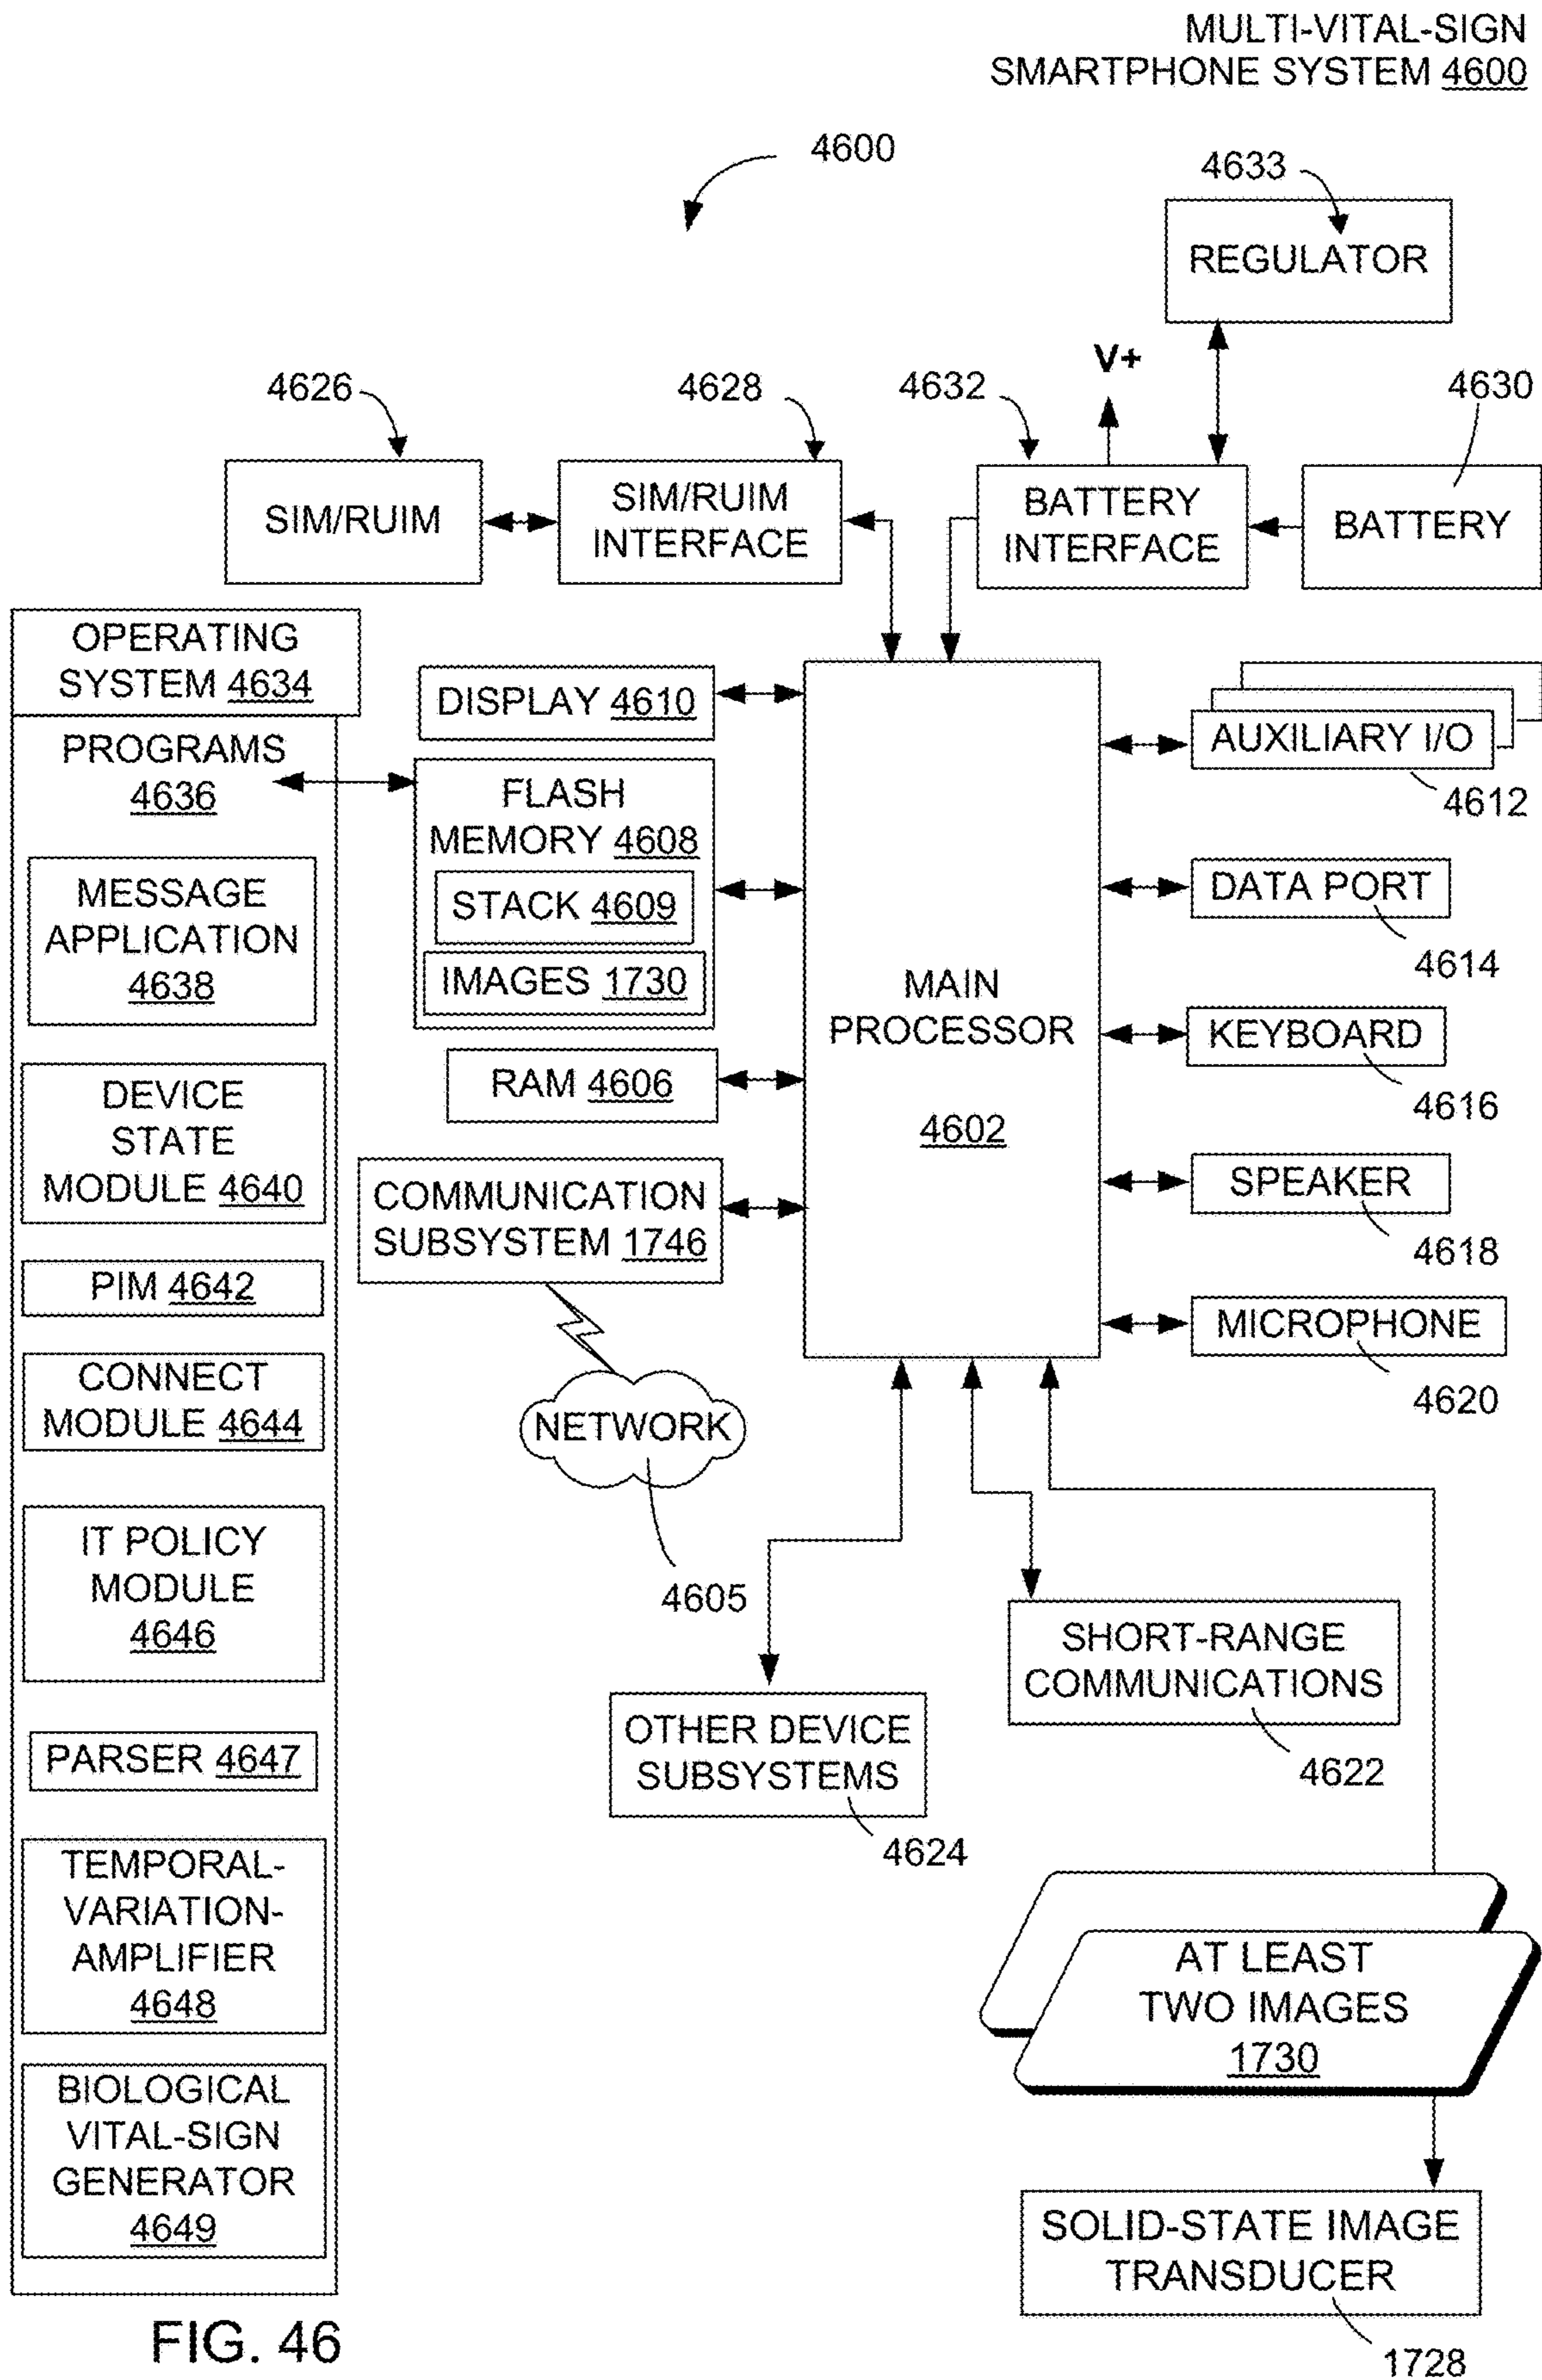 MULTI-VITAL-SIGN
SMARTPHONE SYSTEM 4600
4600
4633
REGULATOR
V+
4626
4628
4632
4630
SIM/RUIM
SIM/RUIM
INTERFACE
BATTERY
INTERFACE
BATTERY
OPERATING
SYSTEM 4634
PROGRAMS
4636
MESSAGE
APPLICATION
4638
DEVICE
STATE
MODULE 4640
PIM 4642
CONNECT
MODULE 4644
IT POLICY
MODULE
4646
PARSER 4647
TEMPORAL-
VARIATION-
AMPLIFIER
4648
BIOLOGICAL
VITAL-SIGN
GENERATOR
4649
DISPLAY 4610
FLASH
MEMORY 4608
STACK 4609
IMAGES 1730
RAM 4606
COMMUNICATION
SUBSYSTEM 1746
NETWORK
4605
MAIN
PROCESSOR
4602
AUXILIARY I/O
4612
DATA PORT
4614
KEYBOARD
4616
SPEAKER
4618
MICROPHONE
4620
SHORT-RANGE
COMMUNICATIONS
4622
OTHER DEVICE
SUBSYSTEMS
4624
AT LEAST
TWO IMAGES
1730
SOLID-STATE IMAGE
TRANSDUCER
1728
FIG. 46